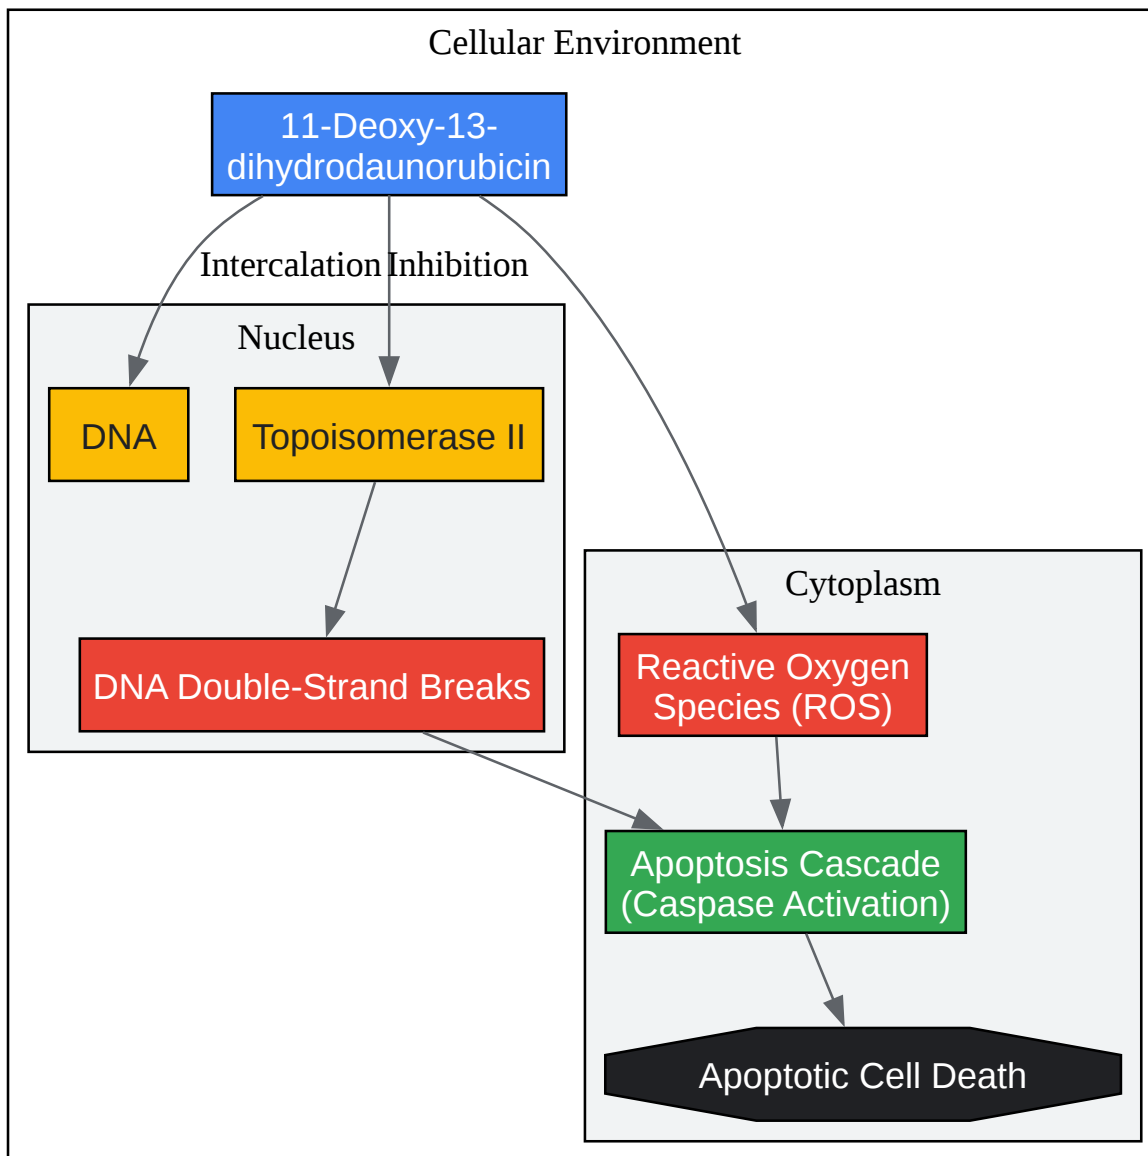 Cellular Environment
11-Deoxy-13-
dihydrodaunorubicin
Intercalation
Inhibition
Nucleus
DNA
Topoisomerase II
Cytoplasm
DNA Double-Strand Breaks
Reactive Oxygen
Species (ROS)
Apoptosis Cascade
(Caspase Activation)
Apoptotic Cell Death